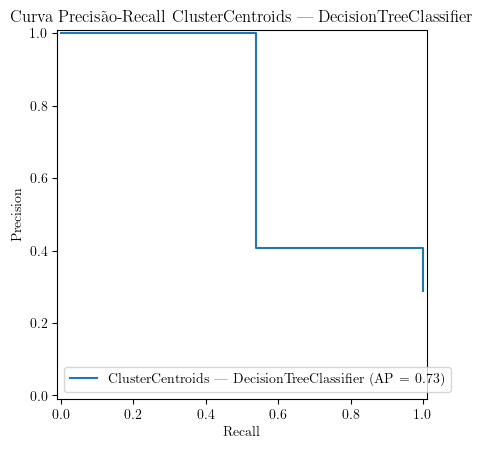 Curva Precisão-Recall ClusterCentroids — DecisionTreeClassifier
1.0
0.8
0.6
0.4
0.2
0.0
Precision
ClusterCentroids — DecisionTreeClassifier (AP = 0.73)
0.0 0.2 0.4 0.6 0.8 1.0
Recall